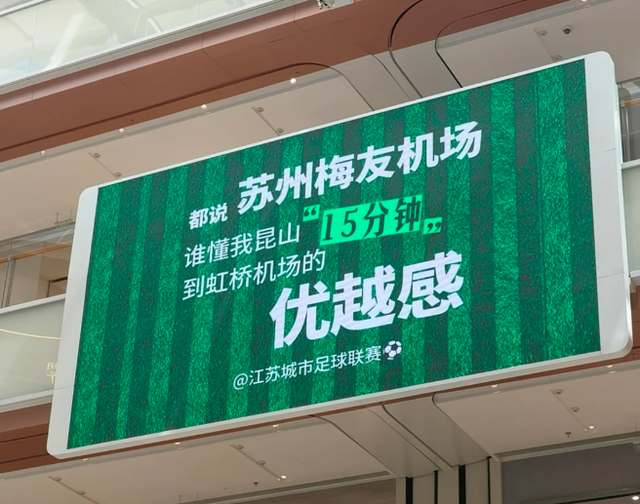 都说 苏州梅友机场
谁懂我昆山“15分钟”
到虹桥机场的
优越感
@江苏城市足球联赛